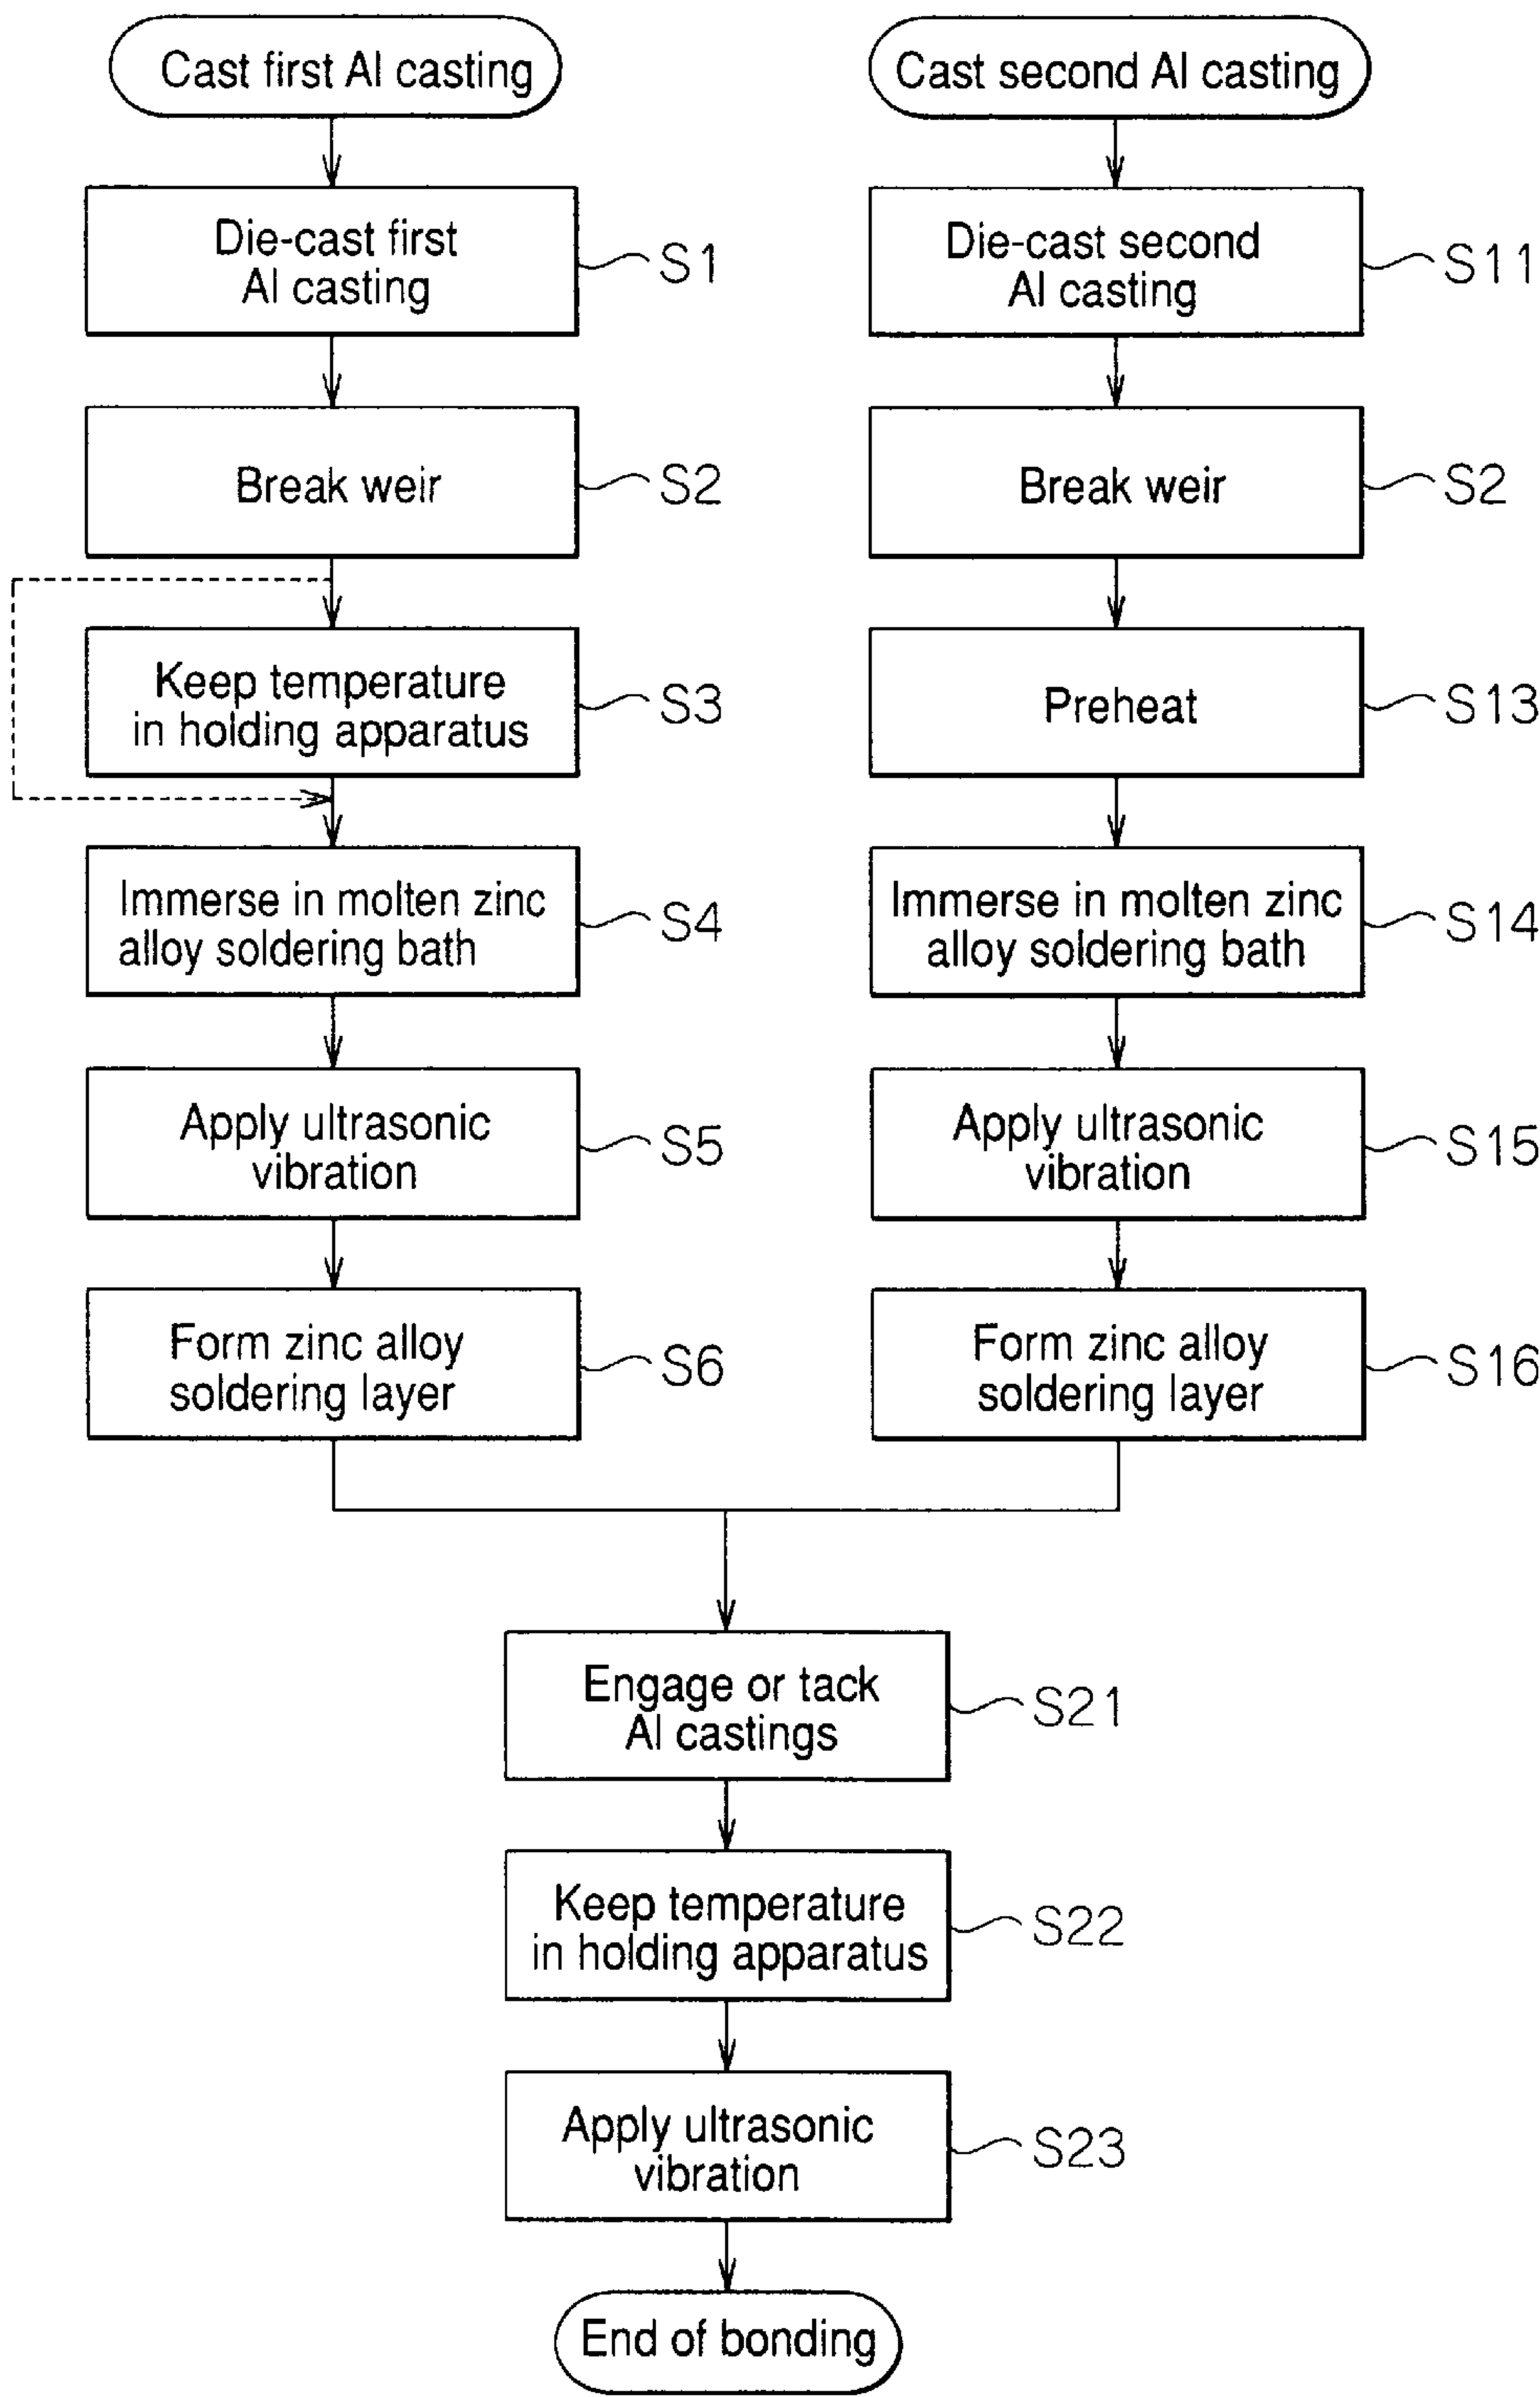 Cast first Al casting
Die-cast first
Al casting
S1
Break weir
S2
Keep temperature
in holding apparatus
S3
Immerse in molten zinc
alloy soldering bath
S4
Apply ultrasonic
vibration
S5
Form zinc alloy
soldering layer
S6
Cast second Al casting
Die-cast second
Al casting
S11
Break weir
S2
Preheat
S13
Immerse in molten zinc
alloy soldering bath
S14
Apply ultrasonic
vibration
S15
Form zinc alloy
soldering layer
S16
Engage or tack
Al castings
S21
Keep temperature
in holding apparatus
S22
Apply ultrasonic
vibration
S23
End of bonding